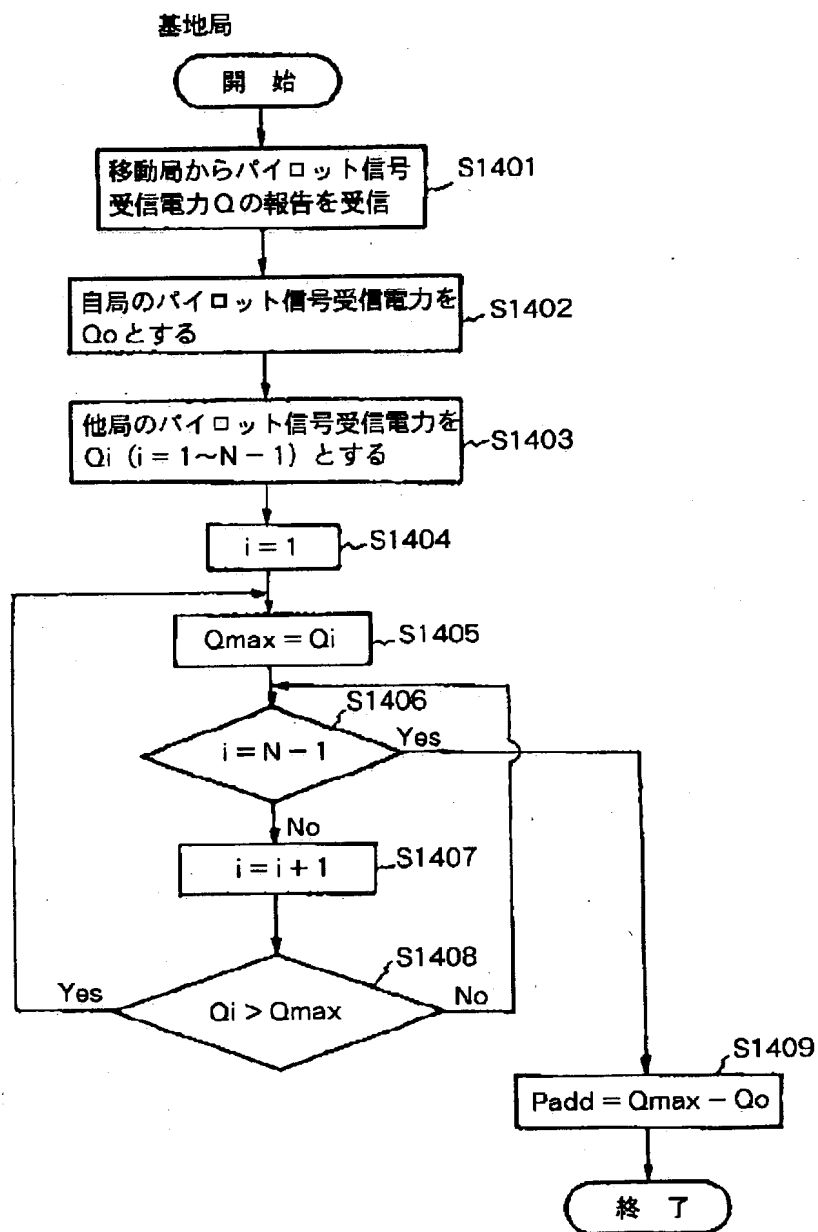 基地局
開 始
移動局からパイロット信号
受信電力Qの報告を受信
S1401
自局のパイロット信号受信電力を
Qoとする
S1402
他局のパイロット信号受信電力を
Qi (i = 1~N − 1) とする
S1403
i = 1
S1404
Qmax = Qi
S1405
S1406
i = N − 1
Yes
No
i = i + 1
S1407
S1408
Yes
Qi > Qmax
No
S1409
Padd = Qmax − Qo
終 了